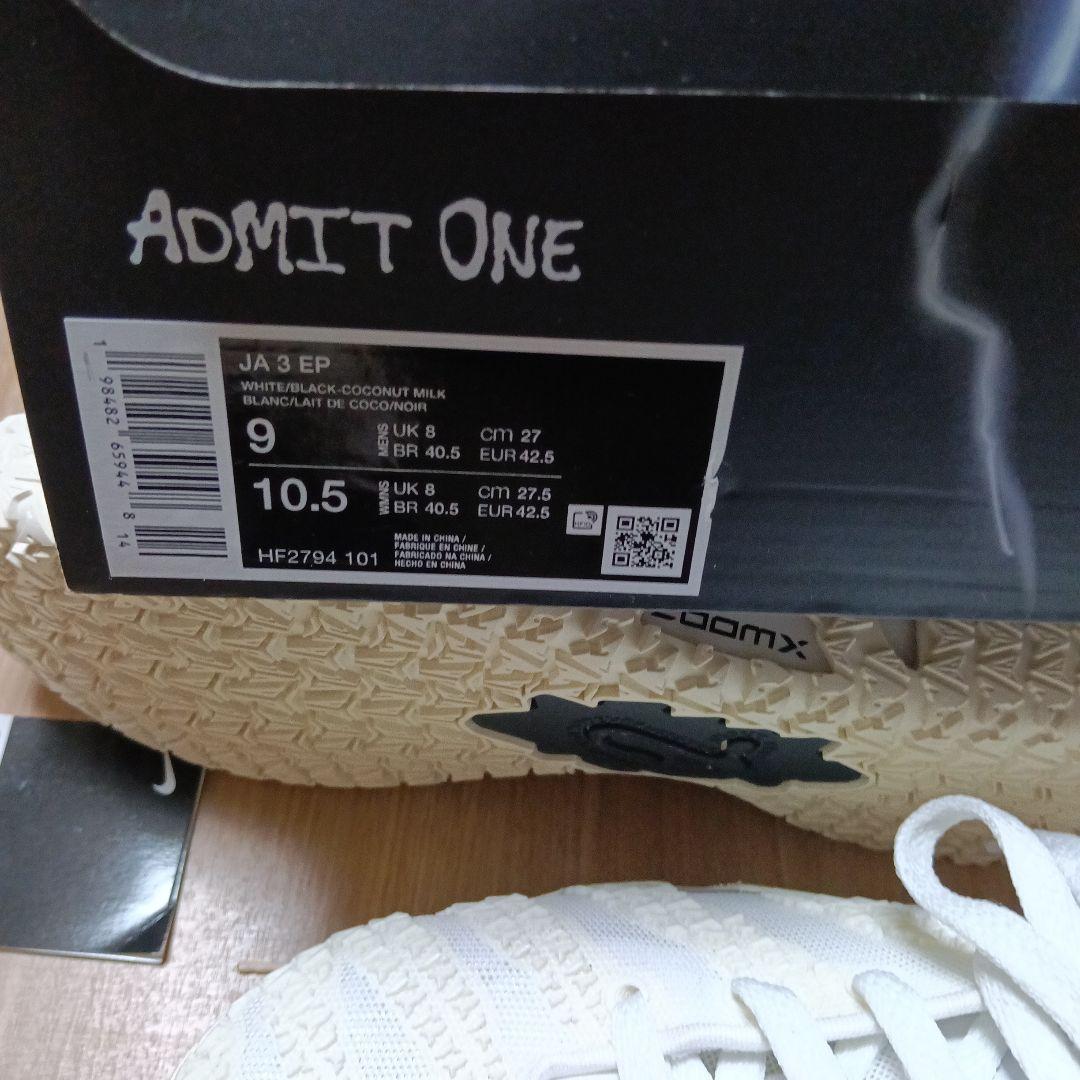 ADMIT ONE
JA 3 EP
WHITE/BLACK-COCONUT MILK
BLANC/LAIT DE COCO/NOIR
9
MENS
UK 8 cm 27
BR 40.5 EUR 42.5
10.5
WMNS
UK 8 cm 27.5
BR 40.5 EUR 42.5
HF2794 101
MADE IN CHINA /
FABRIQUE EN CHINE /
FABRICADO NA CHINA /
HECHO EN CHINA
1 98482 65944 8 14
ZOOMX